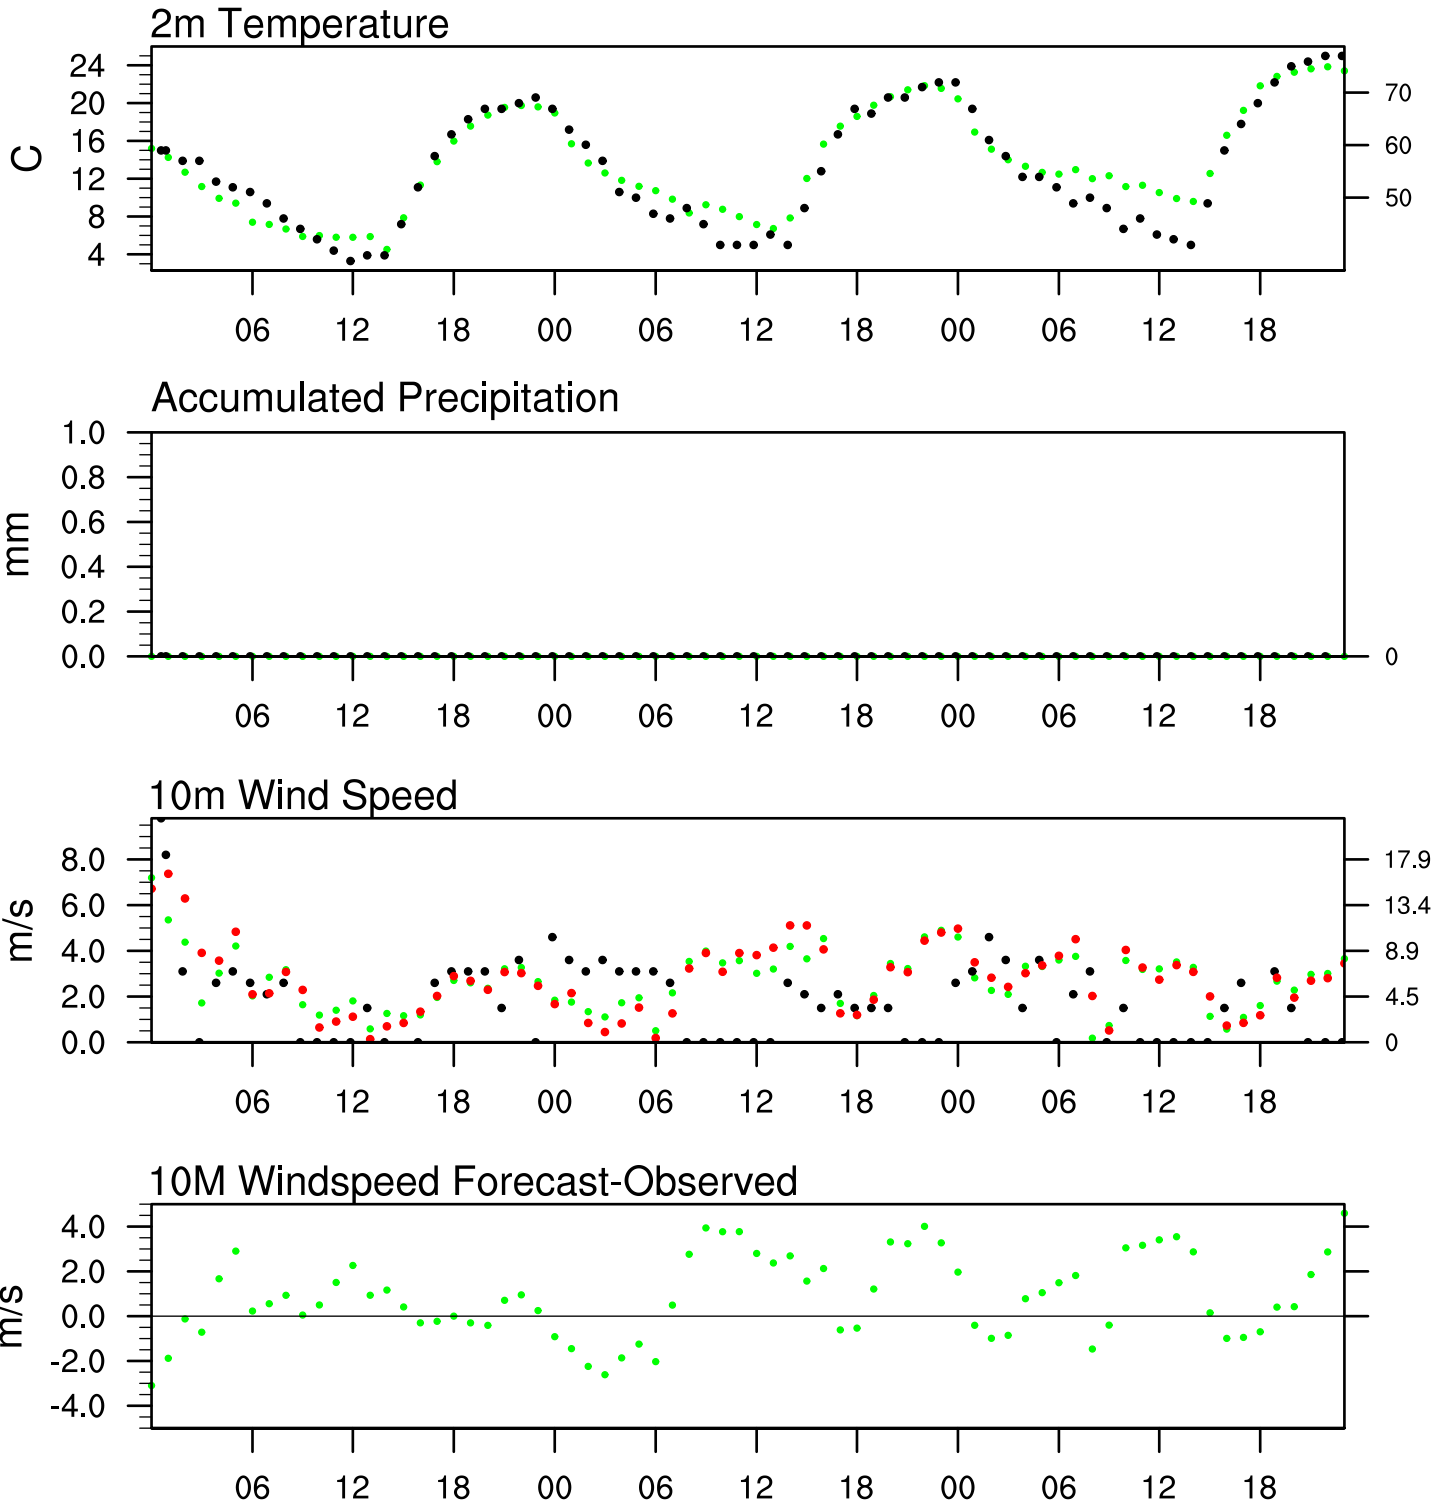 2m Temperature
24
20
16
12
8
4
C
70
60
50
06 12 18 00 06 12 18 00 06 12 18
Accumulated Precipitation
1.0
0.8
0.6
0.4
0.2
0.0
mm
0
06 12 18 00 06 12 18 00 06 12 18
10m Wind Speed
8.0
6.0
4.0
2.0
0.0
m/s
17.9
13.4
8.9
4.5
0
06 12 18 00 06 12 18 00 06 12 18
10M Windspeed Forecast-Observed
4.0
2.0
0.0
-2.0
-4.0
m/s
06 12 18 00 06 12 18 00 06 12 18